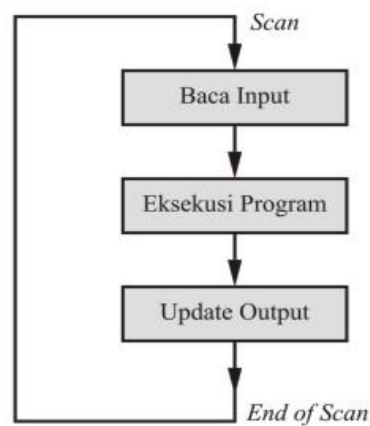 Scan
Baca Input
Eksekusi Program
Update Output
End of Scan